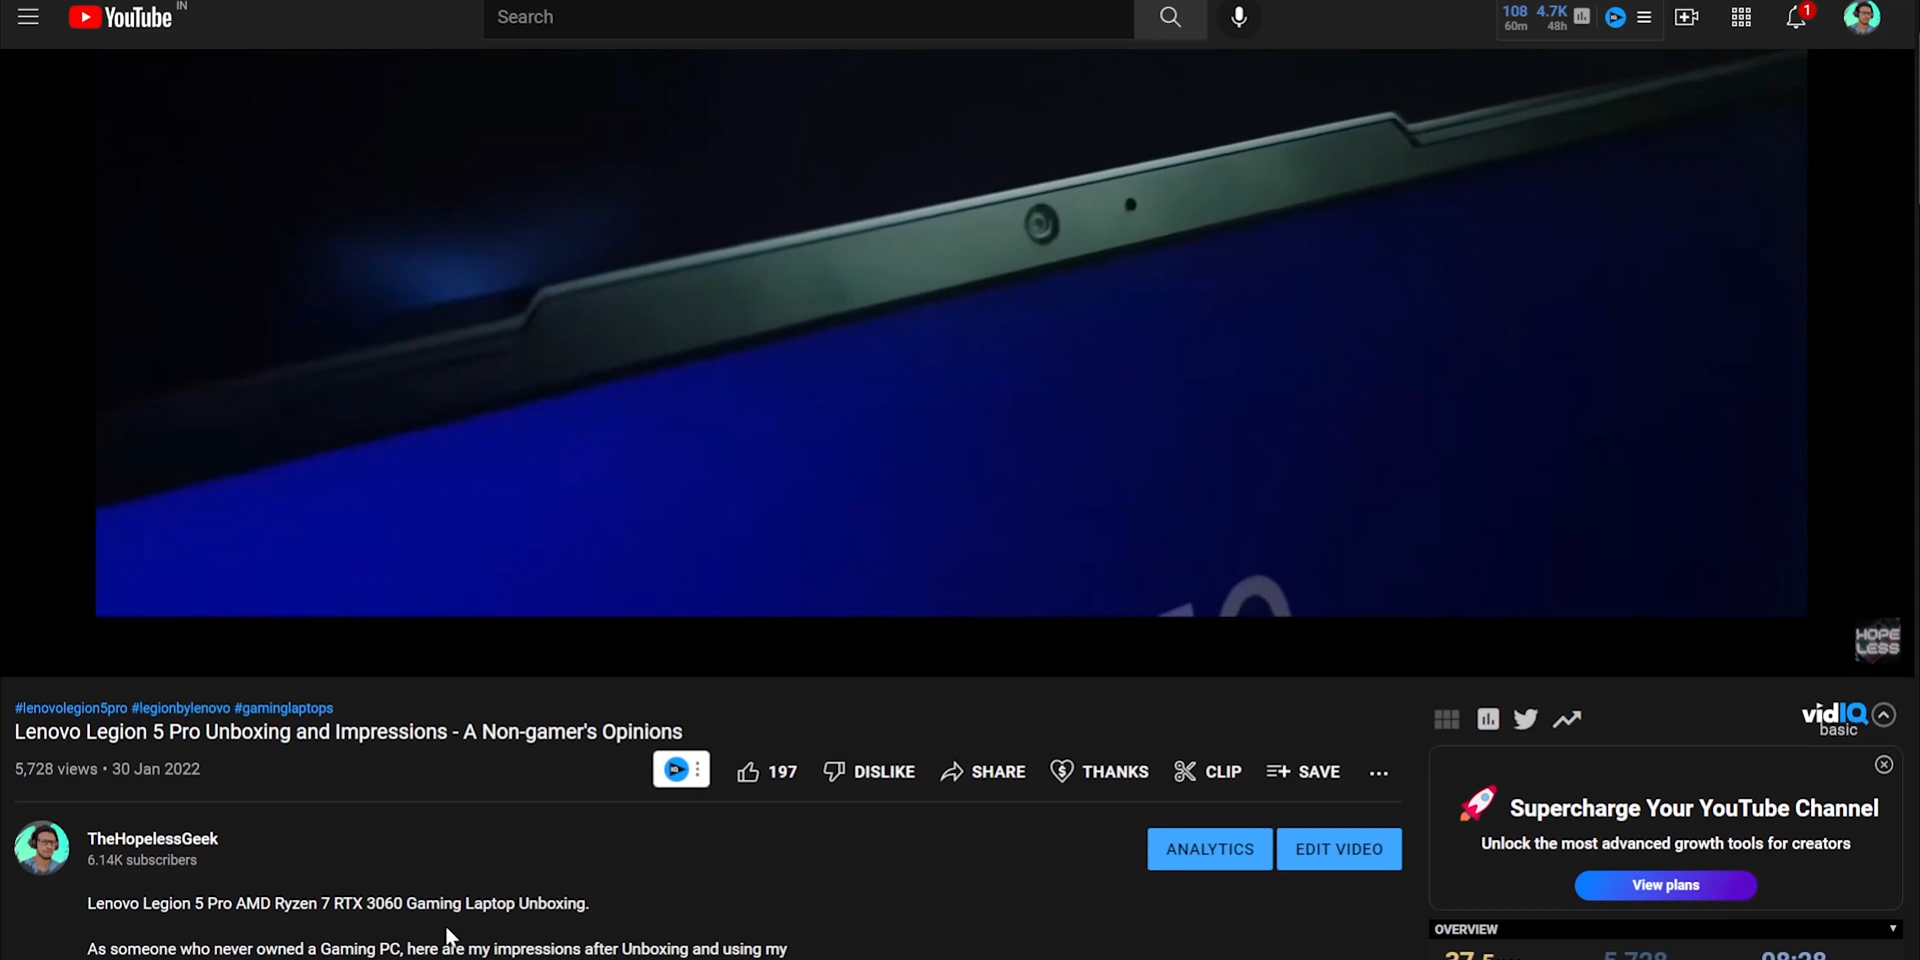 YouTube IN
Search
108 4.7K
60m 48h
1
HOPE
LESS
#lenovolegion5pro #legionbylenovo #gaminglaptops
Lenovo Legion 5 Pro Unboxing and Impressions - A Non-gamer's Opinions
5,728 views • 30 Jan 2022
197 DISLIKE SHARE THANKS CLIP SAVE ...
TheHopelessGeek
6.14K subscribers
ANALYTICS EDIT VIDEO
Lenovo Legion 5 Pro AMD Ryzen 7 RTX 3060 Gaming Laptop Unboxing.
As someone who never owned a Gaming PC, here are my impressions after Unboxing and using my
vidIQ
basic
Supercharge Your YouTube Channel
Unlock the most advanced growth tools for creators
View plans
OVERVIEW
5,728